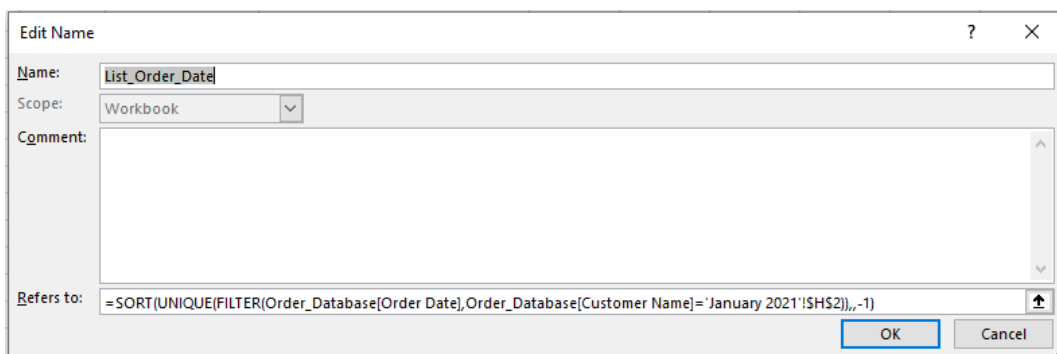 Edit Name ? ×
Name: List_Order_Date
Scope: Workbook
Comment:
Refers to: =SORT(UNIQUE(FILTER(Order_Database[Order Date],Order_Database[Customer Name]='January 2021'!$H$2)),,-1)
OK Cancel